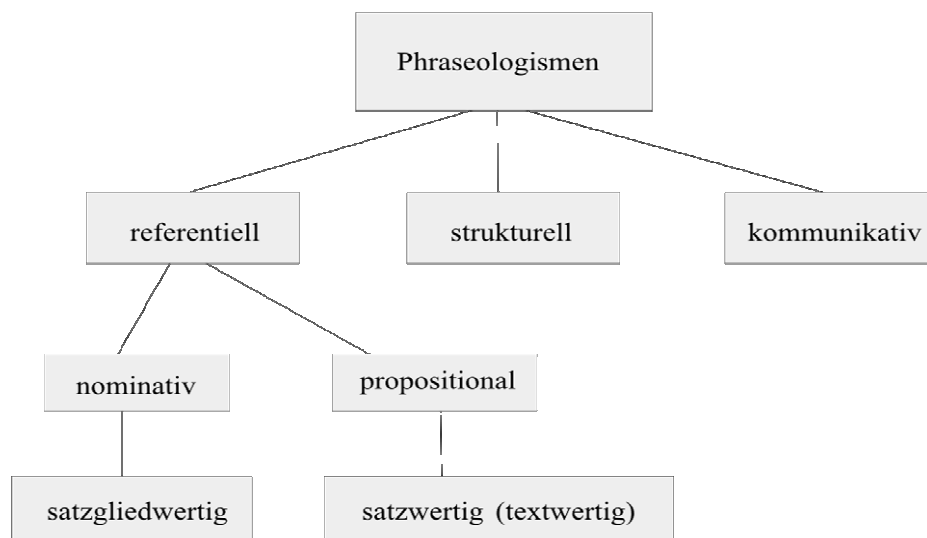 Phraseologismen
referentiell
strukturell
kommunikativ
nominativ
propositional
satzgliedwertig
satzwertig (textwertig)